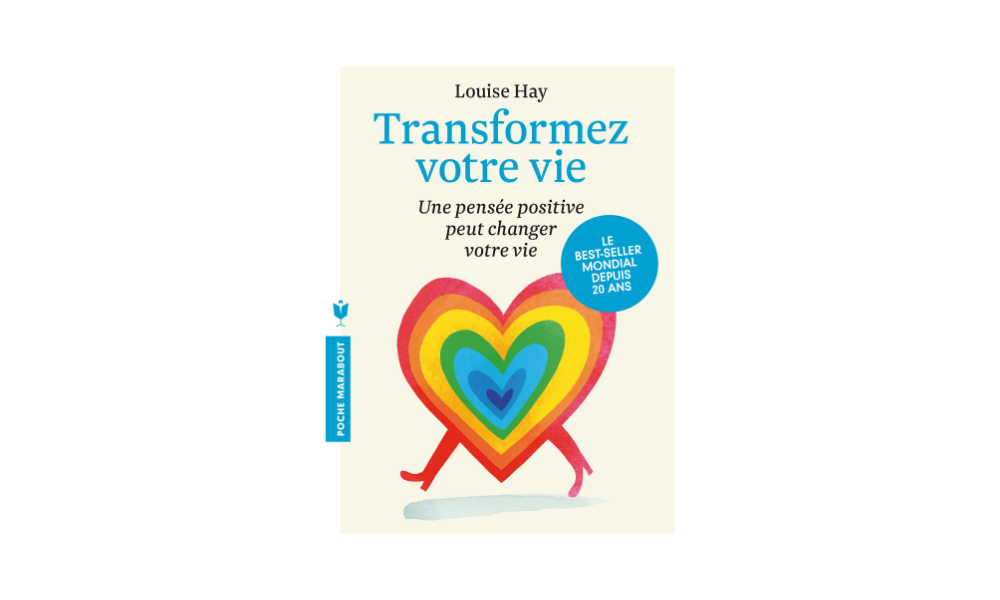 Louise Hay
Transformez
votre vie
Une pensée positive
peut changer
votre vie
LE
BEST-SELLER
MONDIAL
DEPUIS
20 ANS
POCHE MARABOUT